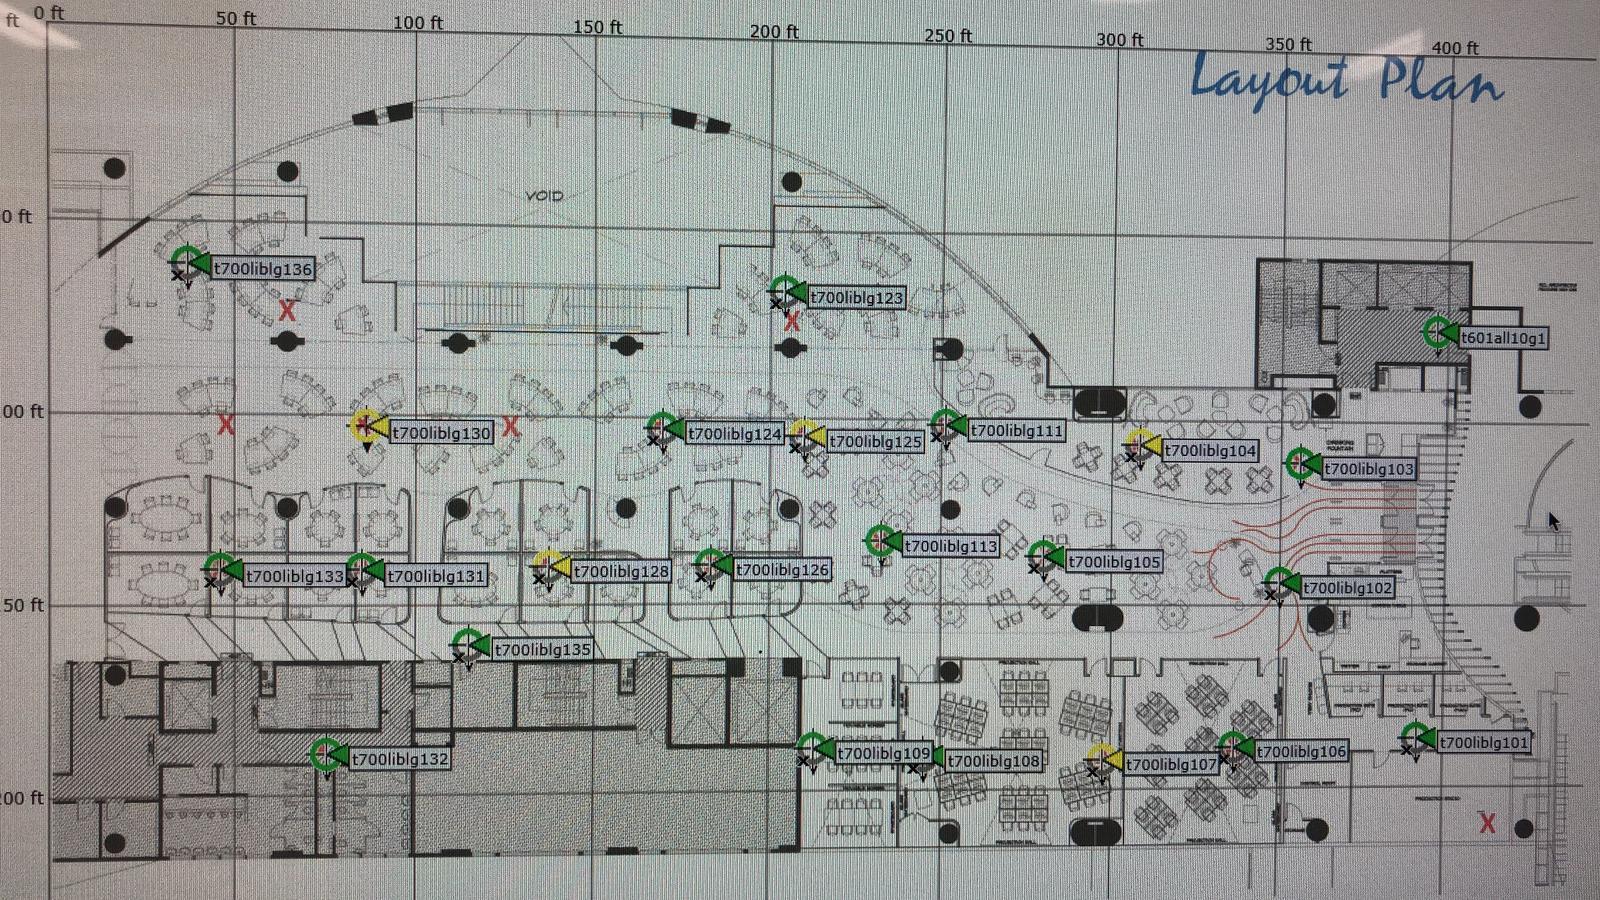 ft 0 ft 50 ft 100 ft 150 ft 200 ft 250 ft 300 ft 350 ft 400 ft
Layout Plan
VOID
0 ft
t700liblg136
t700liblg123
t601all10g1
00 ft
t700liblg130
t700liblg124
t700liblg125
t700liblg111
t700liblg104
t700liblg103
t700liblg113
t700liblg105
t700liblg133
t700liblg131
t700liblg128
t700liblg126
t700liblg102
50 ft
t700liblg135
t700liblg132
t700liblg109
t700liblg108
t700liblg107
t700liblg106
t700liblg101
200 ft